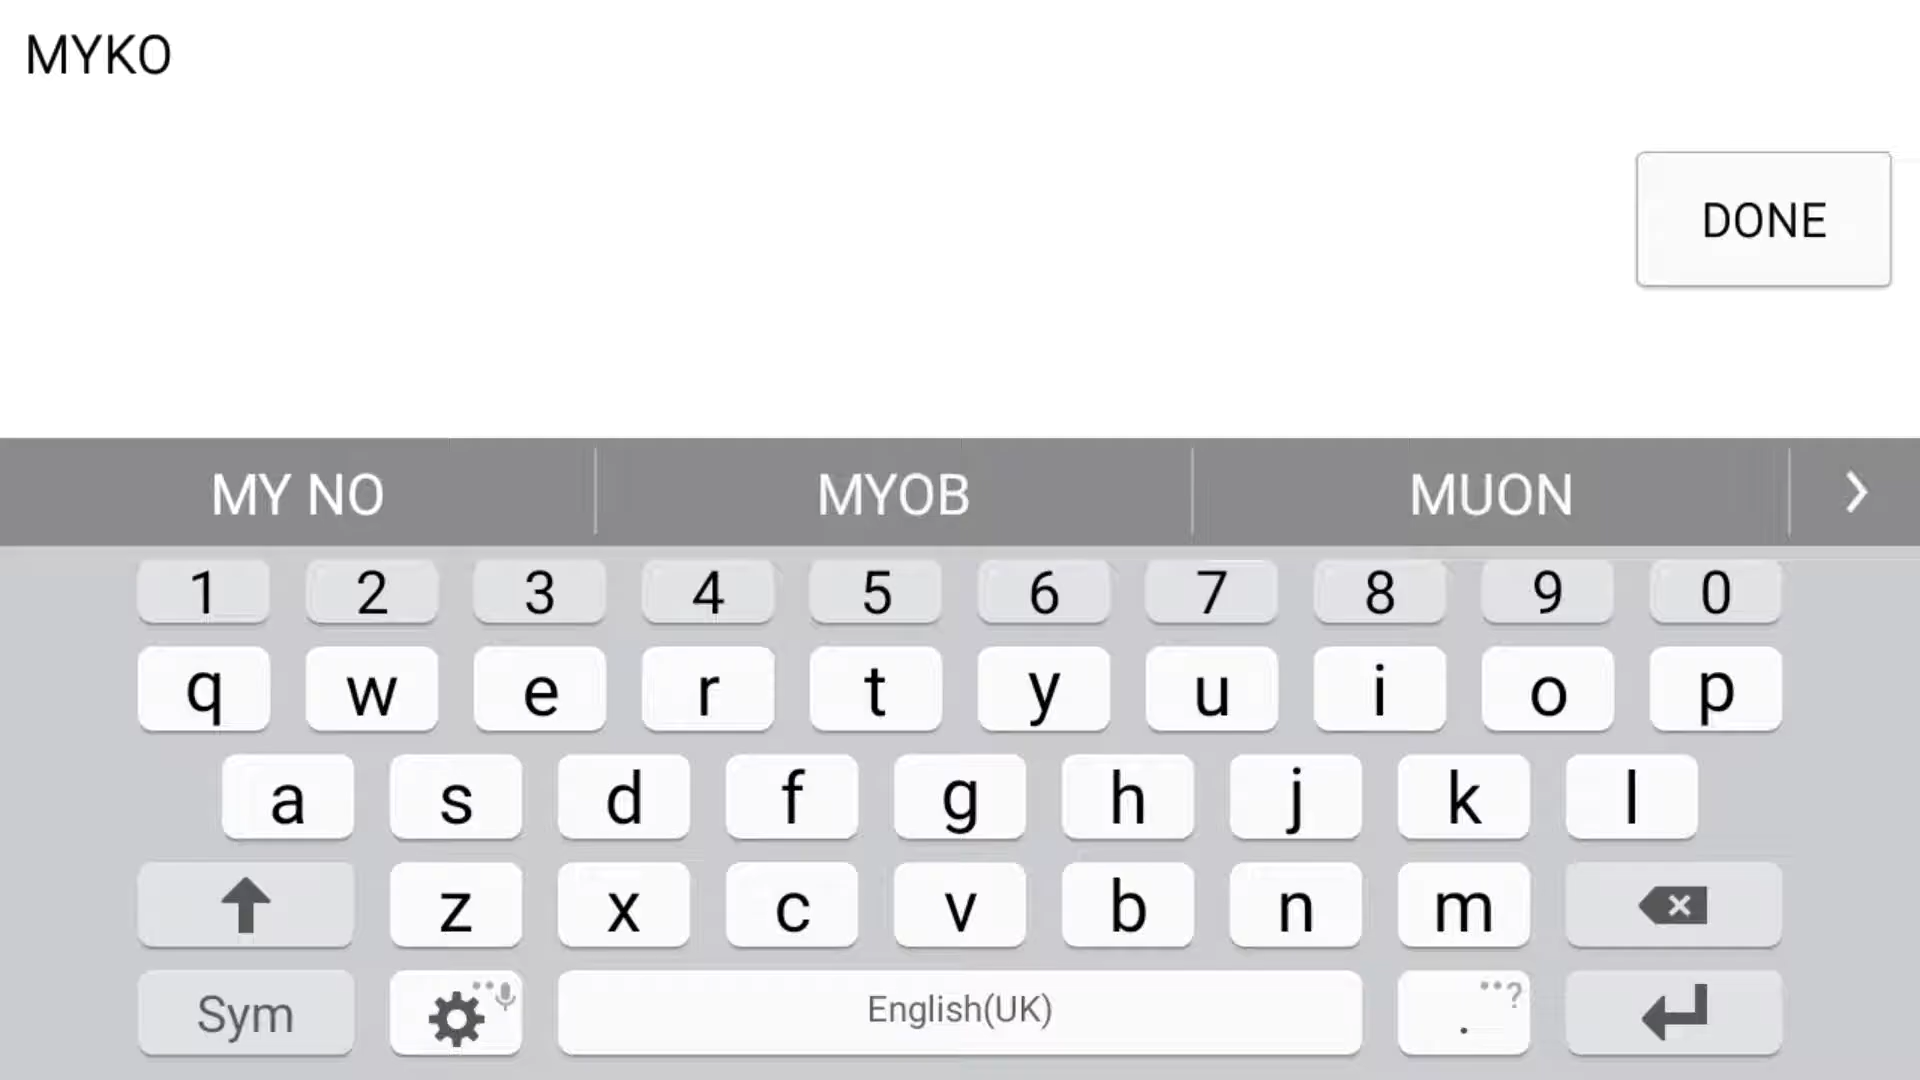 MYKO
DONE
MY NO MYOB MUON
1 2 3 4 5 6 7 8 9 0
q w e r t y u i o p
a s d f g h j k l
z x c v b n m
Sym English(UK) . ?